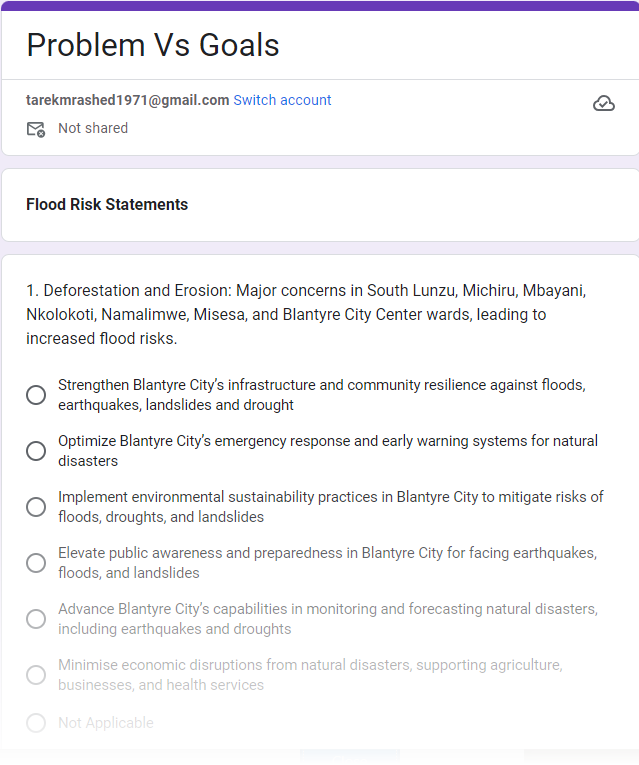 Problem Vs Goals
tarekmrashed1971@gmail.com Switch account
Not shared
Flood Risk Statements
1. Deforestation and Erosion: Major concerns in South Lunzu, Michiru, Mbayani,
Nkolokoti, Namalimwe, Misesa, and Blantyre City Center wards, leading to
increased flood risks.
Strengthen Blantyre City’s infrastructure and community resilience against floods,
earthquakes, landslides and drought
Optimize Blantyre City’s emergency response and early warning systems for natural
disasters
Implement environmental sustainability practices in Blantyre City to mitigate risks of
floods, droughts, and landslides
Elevate public awareness and preparedness in Blantyre City for facing earthquakes,
floods, and landslides
Advance Blantyre City’s capabilities in monitoring and forecasting natural disasters,
including earthquakes and droughts
Minimise economic disruptions from natural disasters, supporting agriculture,
businesses, and health services
Not Applicable